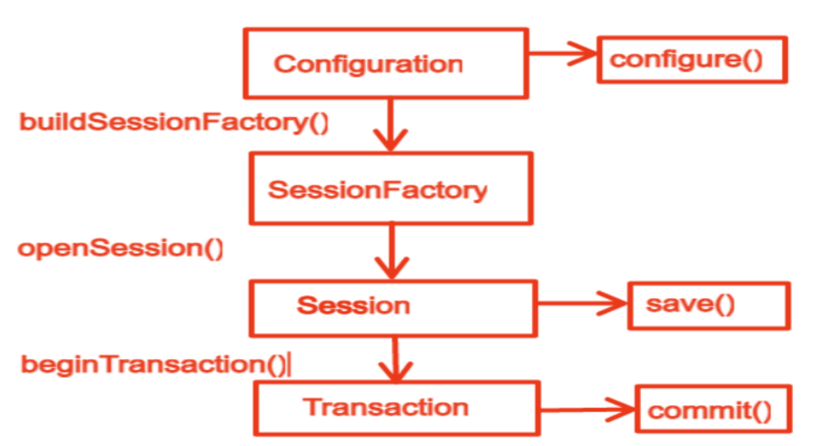 Configuration
configure()
buildSessionFactory()
SessionFactory
openSession()
Session
save()
beginTransaction()
Transaction
commit()